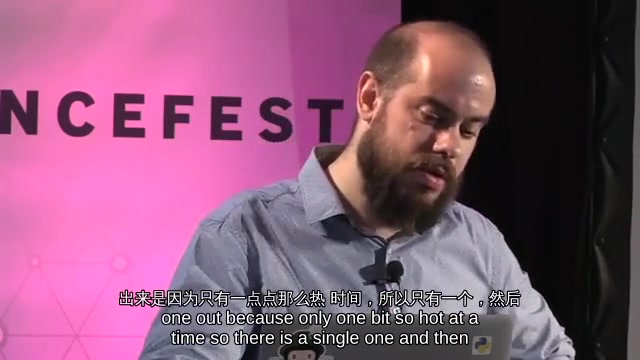 NCEFEST
出来是因为只有一点点那么热 时间，所以只有一个，然后
one out because only one bit so hot at a
time so there is a single one and then